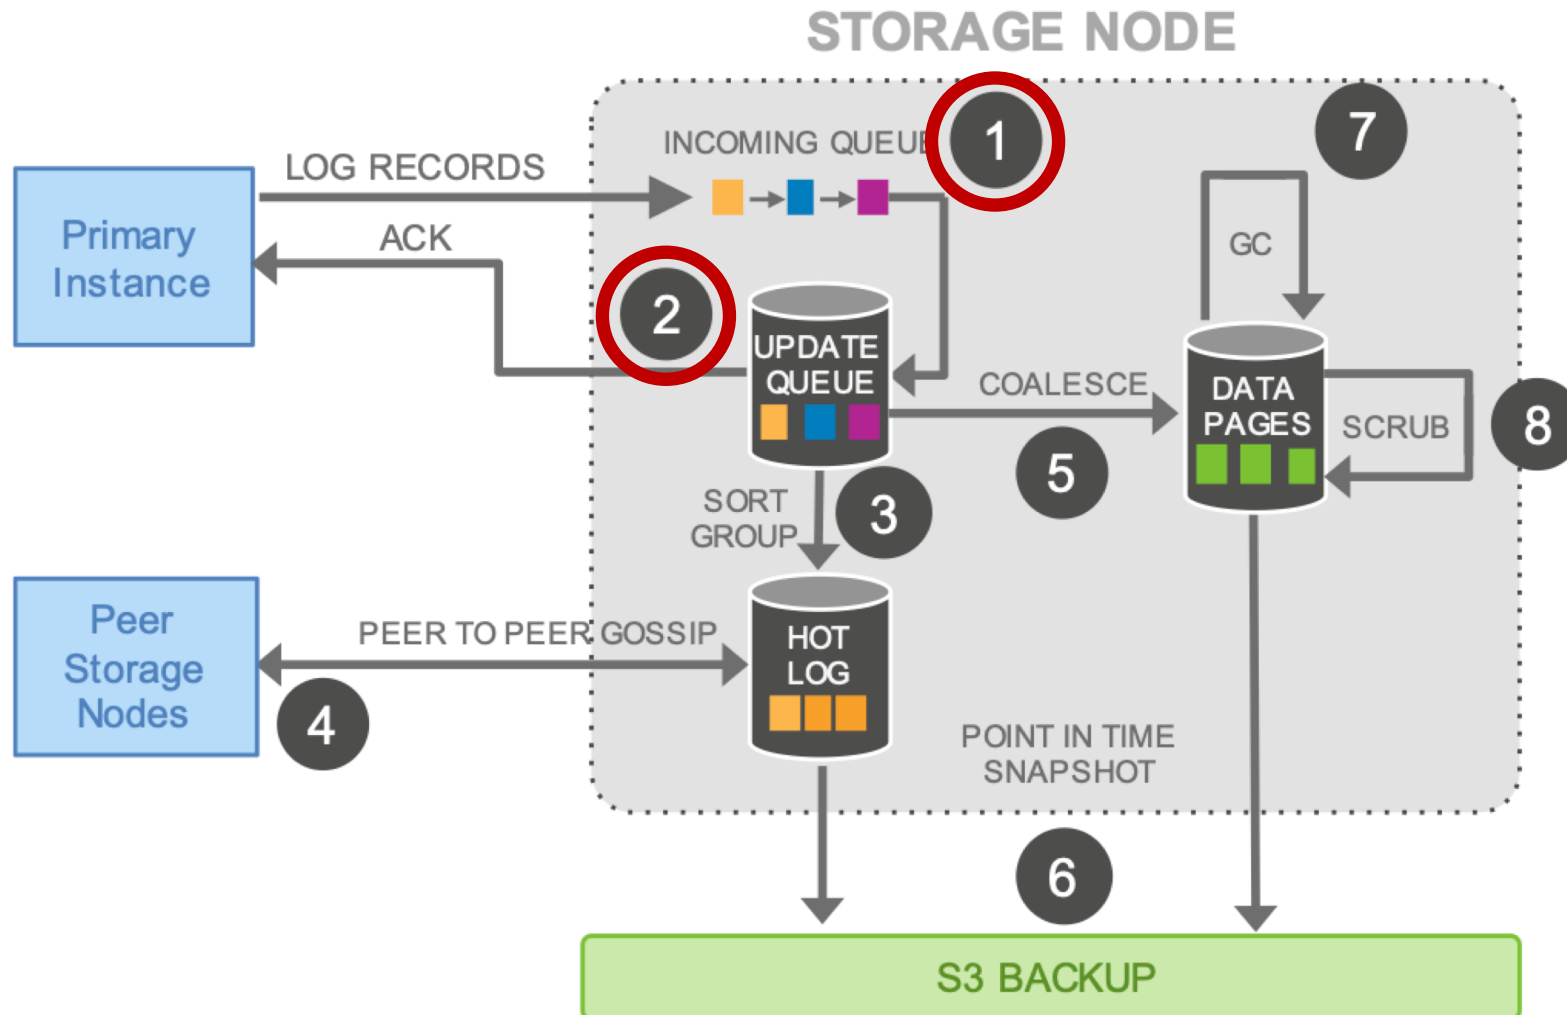 STORAGE NODE
INCOMING QUEUE
1
7
LOG RECORDS
Primary
Instance
ACK
GC
2
UPDATE
QUEUE
COALESCE
5
DATA
PAGES
SCRUB
8
SORT
GROUP
3
Peer
Storage
Nodes
PEER TO PEER GOSSIP
4
HOT
LOG
POINT IN TIME
SNAPSHOT
6
S3 BACKUP